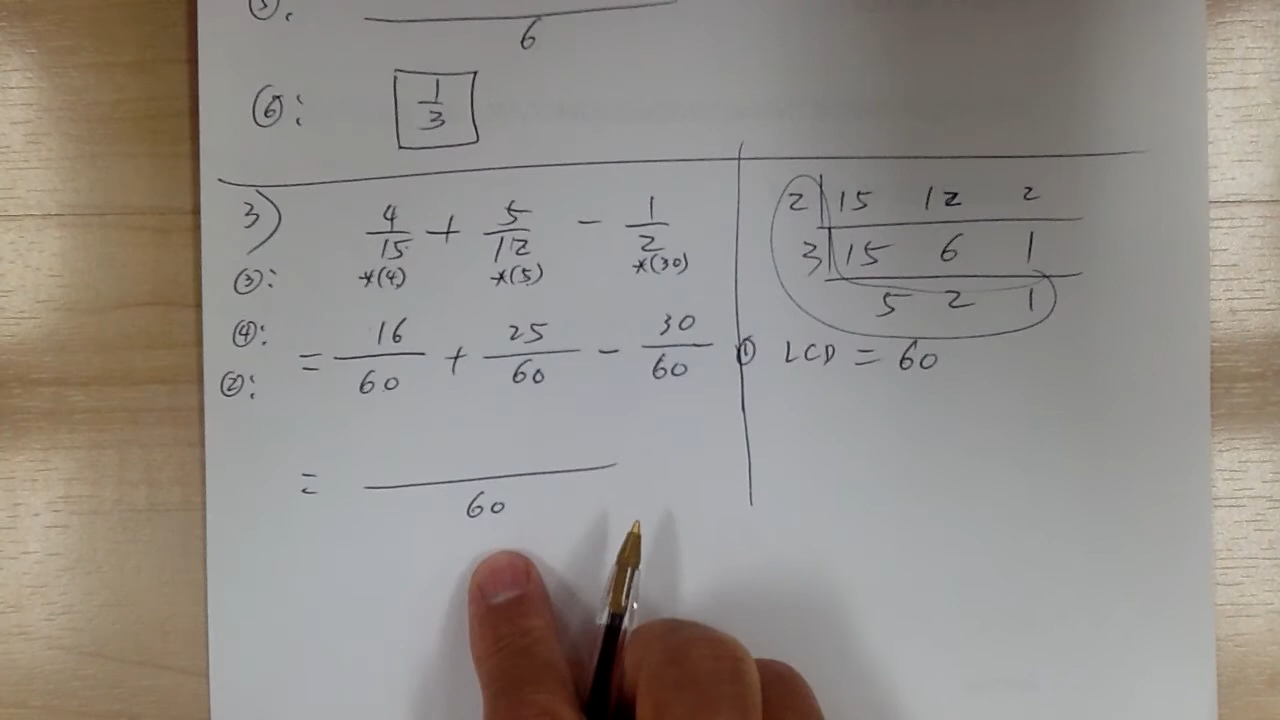 ⑤:
6
⑥: 1/3
3) 4/15 + 5/12 - 1/2
③: *(4) *(5) *(30)
④: 16 25 30
②: = 60 + 60 - 60
= 60
2 15 12 2
3 15 6 1
5 2 1
① LCD = 60